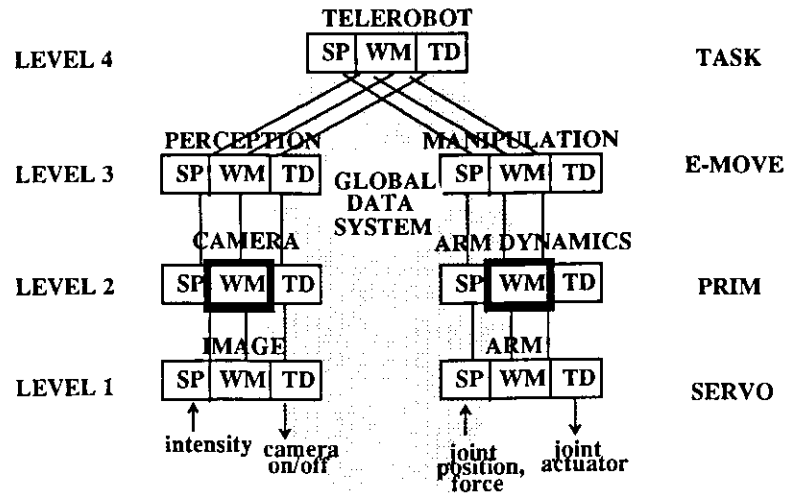 TELEROBOT
LEVEL 4 SP WM TD TASK
PERCEPTION MANIPULATION
LEVEL 3 SP WM TD SP WM TD E-MOVE
GLOBAL
DATA
SYSTEM
CAMERA ARM DYNAMICS
LEVEL 2 SP WM TD SP WM TD PRIM
IMAGE ARM
LEVEL 1 SP WM TD SP WM TD SERVO
intensity camera
on/off
joint
position,
force
joint
actuator